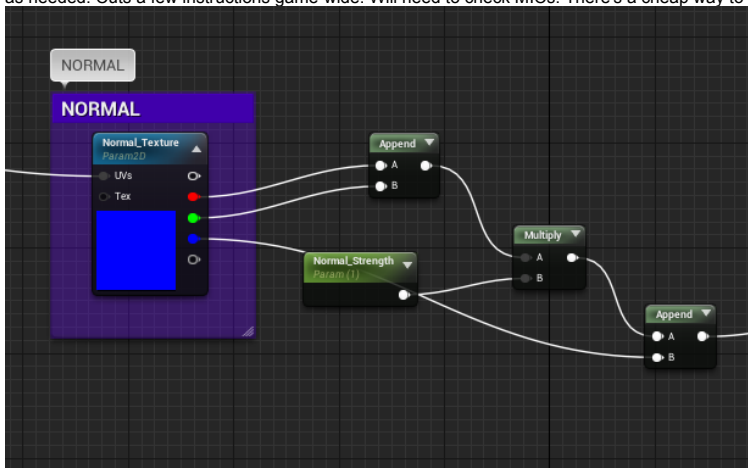 as needed. Cuts a few instructions game wide. Will need to check MICs. There's a cheap way to
NORMAL
NORMAL
Normal_Texture
Param2D
UVs
Tex
Append
A
B
Normal_Strength
Param (1)
Multiply
A
B
Append
A
B